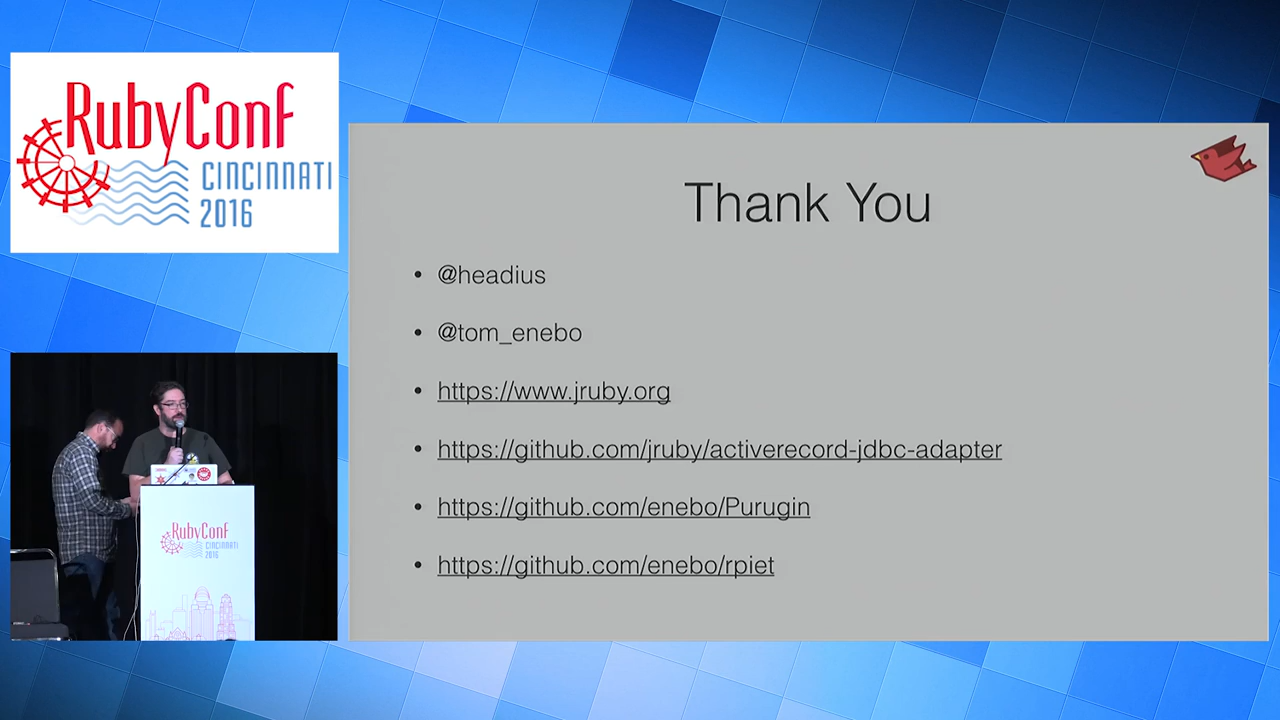 RubyConf
CINCINNATI
2016
Thank You
• @headius
• @tom_enebo
• https://www.jruby.org
• https://github.com/jruby/activerecord-jdbc-adapter
• https://github.com/enebo/Purugin
• https://github.com/enebo/rpiet
RubyConf
CINCINNATI
2016